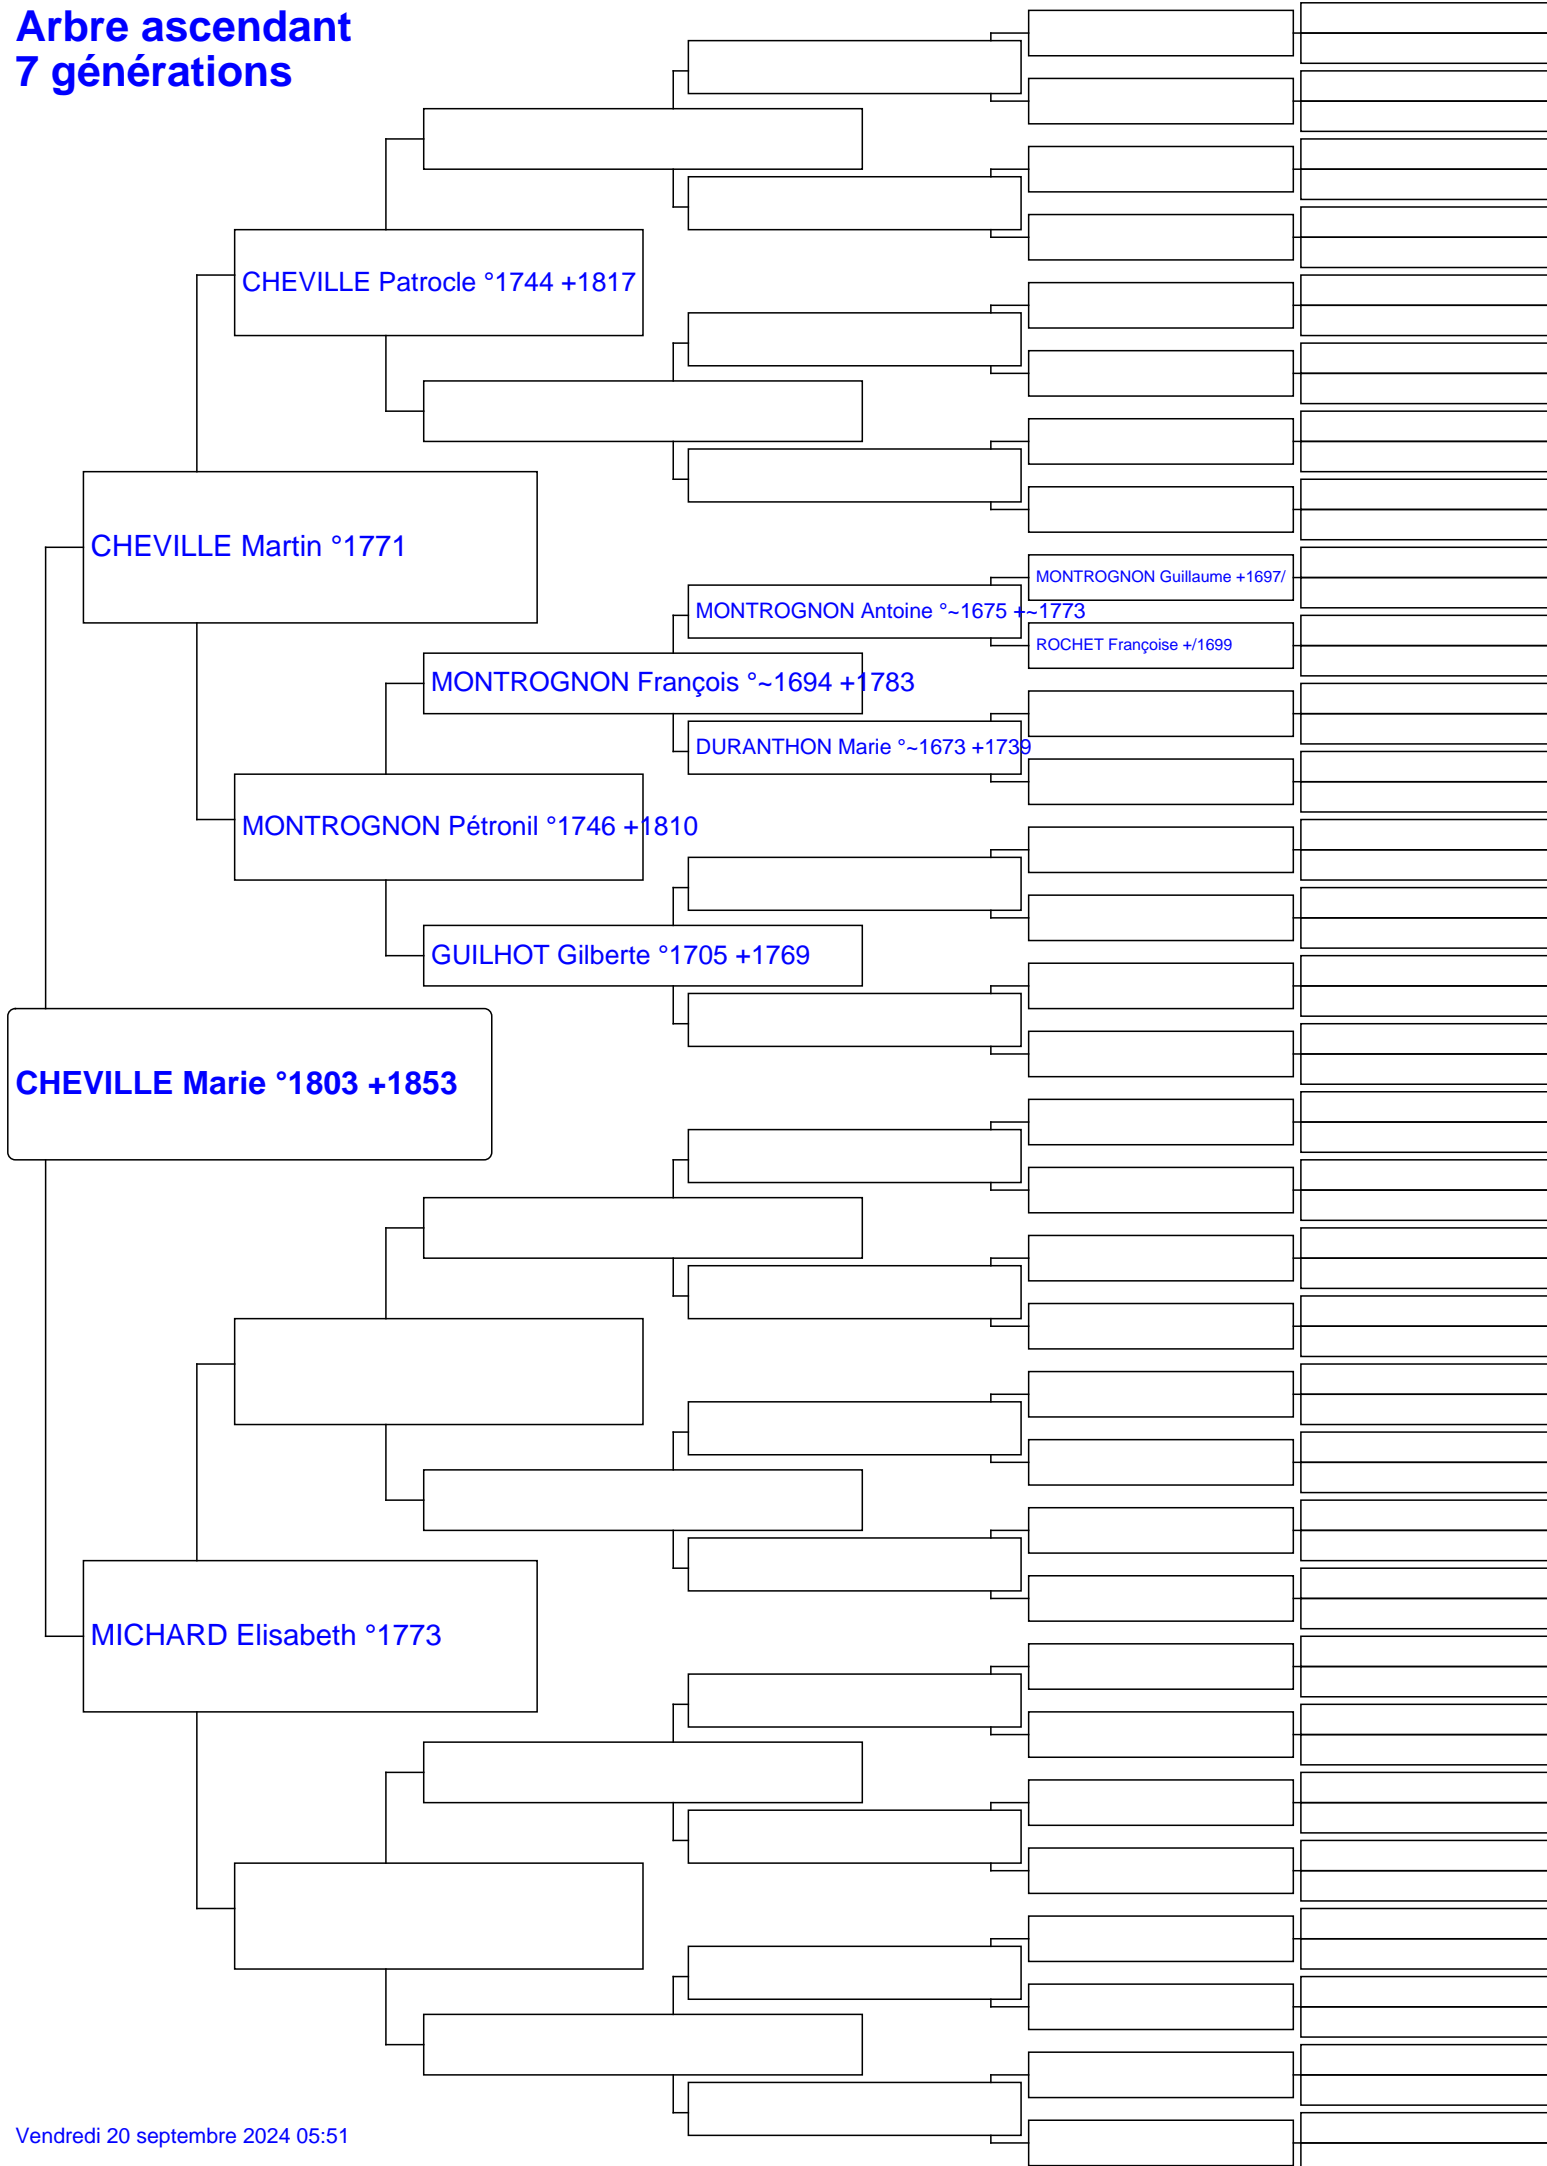 Arbre ascendant
7 générations
CHEVILLE Patrocle °1744 +1817
CHEVILLE Martin °1771
MONTROGNON Guillaume +1697/
MONTROGNON Antoine °~1675 +~1773
ROCHET Françoise +/1699
MONTROGNON François °~1694 +1783
DURANTHON Marie °~1673 +1739
MONTROGNON Pétronil °1746 +1810
GUILHOT Gilberte °1705 +1769
CHEVILLE Marie °1803 +1853
MICHARD Elisabeth °1773
Vendredi 20 septembre 2024 05:51